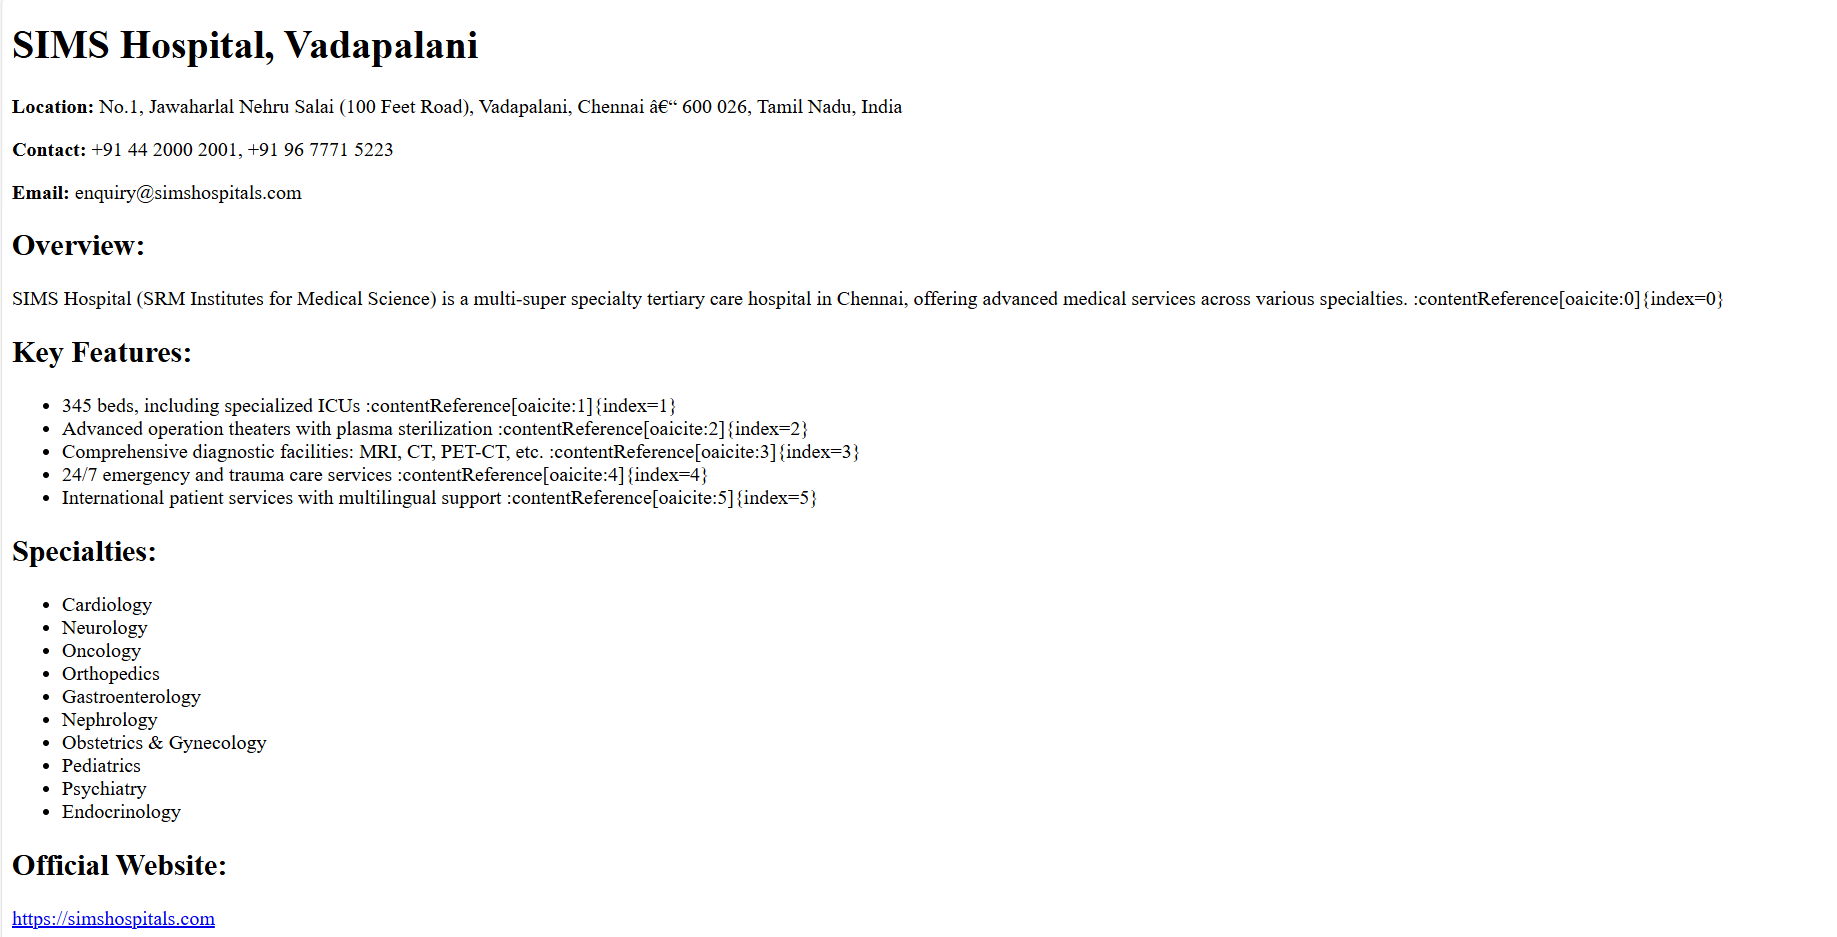 SIMS Hospital, Vadapalani
Location: No.1, Jawaharlal Nehru Salai (100 Feet Road), Vadapalani, Chennai â€“ 600 026, Tamil Nadu, India
Contact: +91 44 2000 2001, +91 96 7771 5223
Email: enquiry@simshospitals.com
Overview:
SIMS Hospital (SRM Institutes for Medical Science) is a multi-super specialty tertiary care hospital in Chennai, offering advanced medical services across various specialties. :contentReference[oaicite:0]{index=0}
Key Features:
• 345 beds, including specialized ICUs :contentReference[oaicite:1]{index=1}
• Advanced operation theaters with plasma sterilization :contentReference[oaicite:2]{index=2}
• Comprehensive diagnostic facilities: MRI, CT, PET-CT, etc. :contentReference[oaicite:3]{index=3}
• 24/7 emergency and trauma care services :contentReference[oaicite:4]{index=4}
• International patient services with multilingual support :contentReference[oaicite:5]{index=5}
Specialties:
• Cardiology
• Neurology
• Oncology
• Orthopedics
• Gastroenterology
• Nephrology
• Obstetrics & Gynecology
• Pediatrics
• Psychiatry
• Endocrinology
Official Website:
https://simshospitals.com